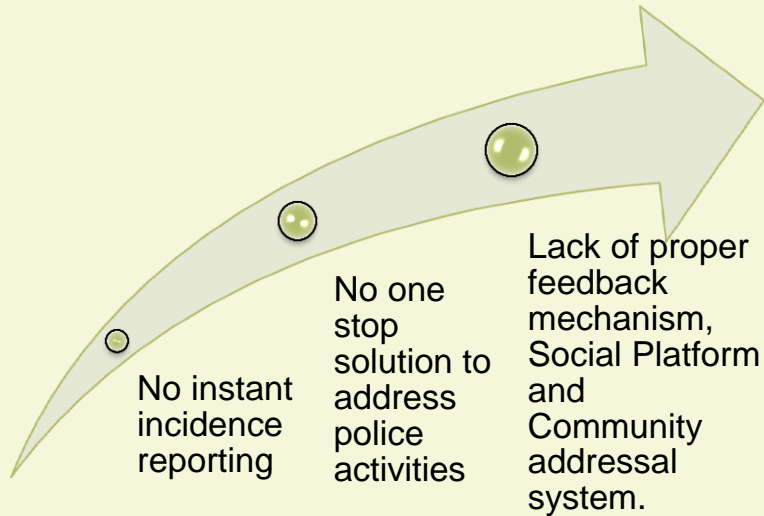 No instant
incidence
reporting
No one
stop
solution to
address
police
activities
Lack of proper
feedback
mechanism,
Social Platform
and
Community
addressal
system.